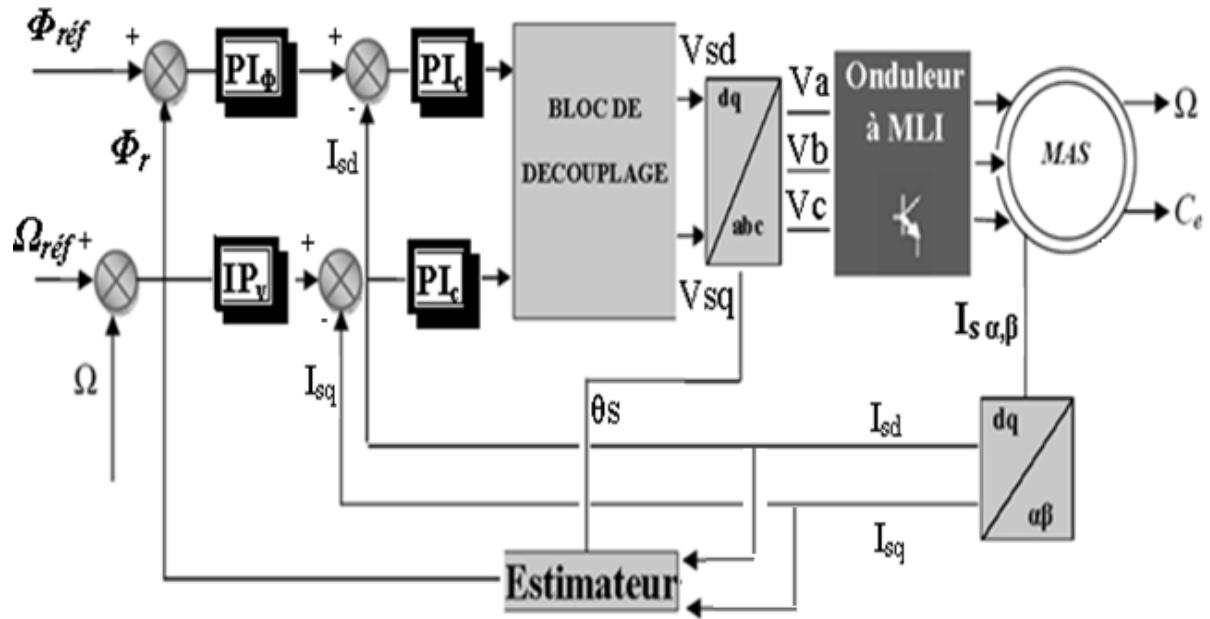 Φréf
+
PIΦ
+
-
PIc
BLOC DE
DECOUPLAGE
Vsd
dq
abc
Va
Vb
Vc
Onduleur
à MLI
MAS
Ω
Ce
Φr
Isd
Ωréf
+
IPv
+
-
PIc
Vsq
Is α,β
Ω
Isq
θs
Isd
dq
αβ
Isq
Estimateur